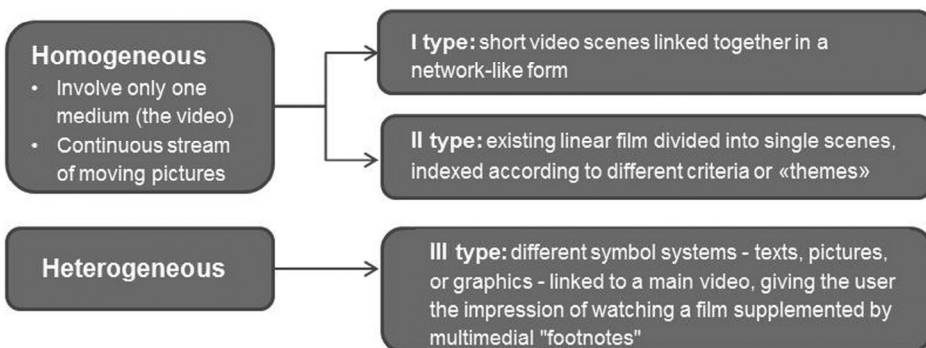 Homogeneous
• Involve only one
medium (the video)
• Continuous stream
of moving pictures
I type: short video scenes linked together in a
network-like form
II type: existing linear film divided into single scenes,
indexed according to different criteria or «themes»
Heterogeneous
III type: different symbol systems - texts, pictures,
or graphics - linked to a main video, giving the user
the impression of watching a film supplemented by
multimedial "footnotes"